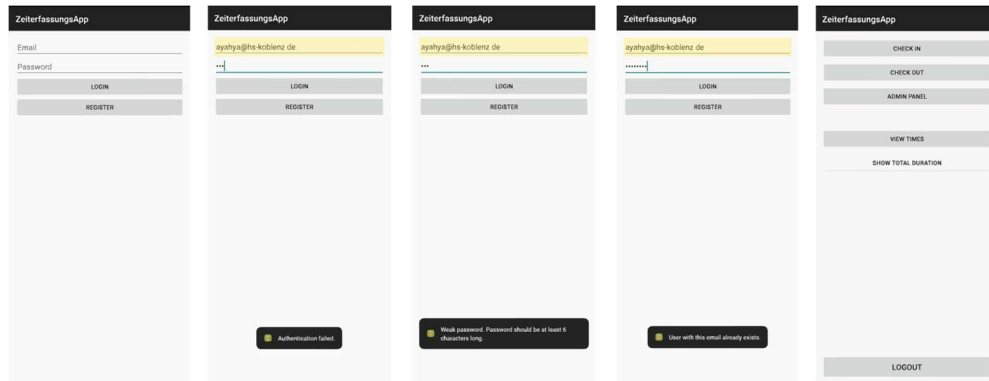 ZeiterfassungsApp
Email
Password
LOGIN
REGISTER
ZeiterfassungsApp
ayahya@hs-koblenz de
•••
LOGIN
REGISTER
Authentication failed.
ZeiterfassungsApp
ayahya@hs-koblenz de
•••
LOGIN
REGISTER
Weak password. Password should be at least 6
characters long.
ZeiterfassungsApp
ayahya@hs-koblenz de
••••••••
LOGIN
REGISTER
User with this email already exists.
ZeiterfassungsApp
CHECK IN
CHECK OUT
ADMIN PANEL
VIEW TIMES
SHOW TOTAL DURATION
LOGOUT